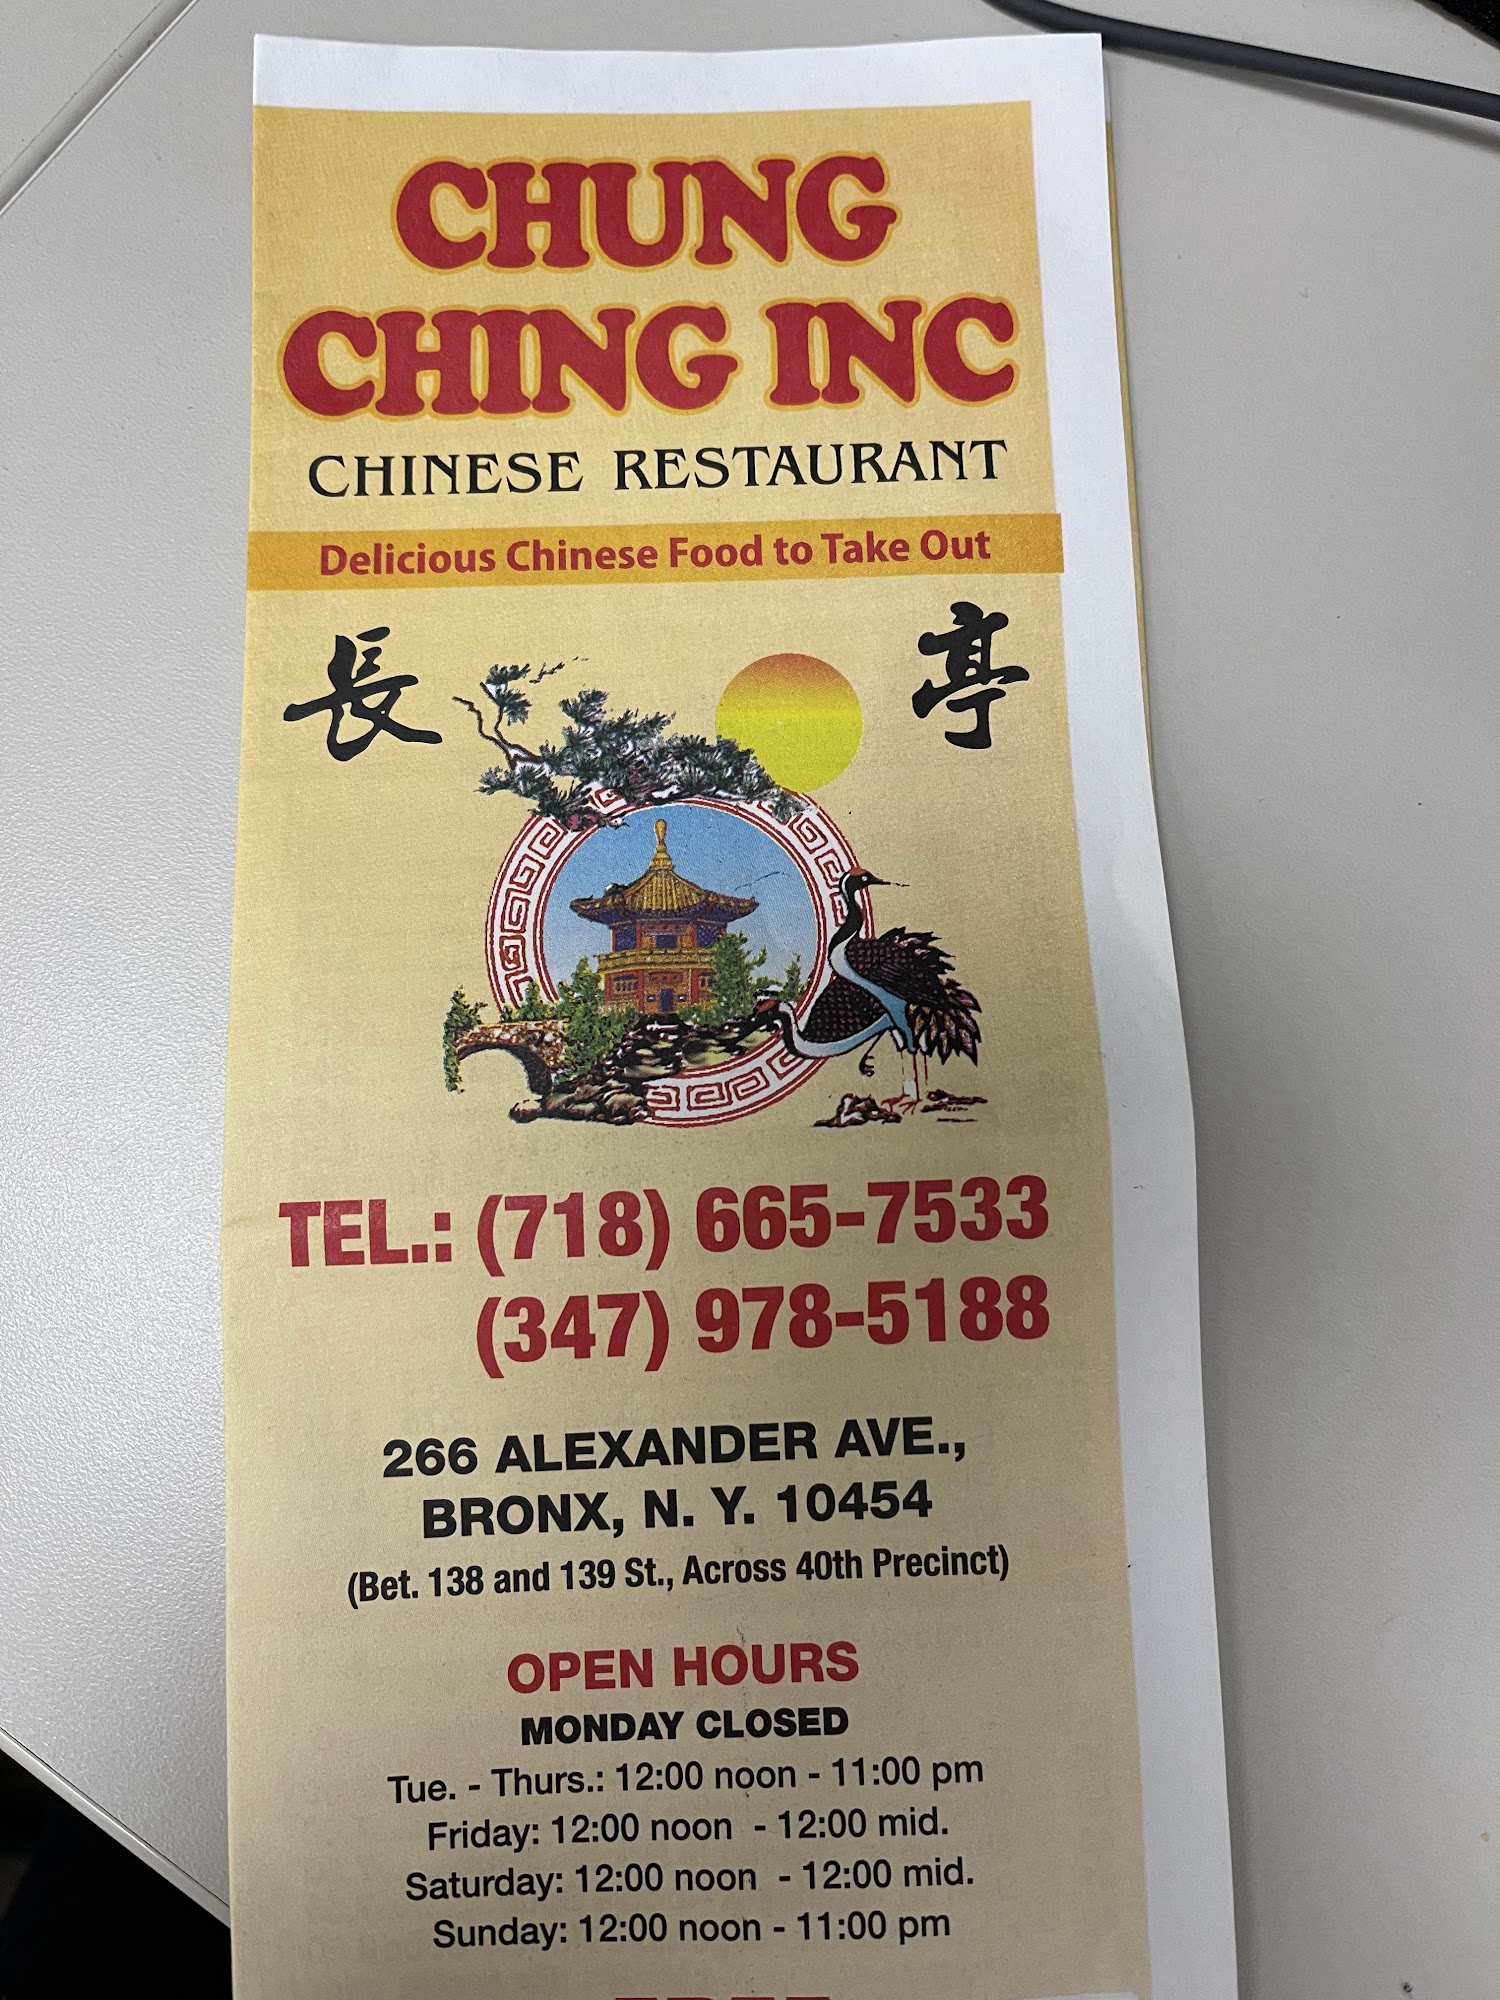 CHUNG
CHING INC
CHINESE RESTAURANT
Delicious Chinese Food to Take Out
長 亭
TEL.: (718) 665-7533
(347) 978-5188
266 ALEXANDER AVE.,
BRONX, N. Y. 10454
(Bet. 138 and 139 St., Across 40th Precinct)
OPEN HOURS
MONDAY CLOSED
Tue. - Thurs.: 12:00 noon - 11:00 pm
Friday: 12:00 noon - 12:00 mid.
Saturday: 12:00 noon - 12:00 mid.
Sunday: 12:00 noon - 11:00 pm